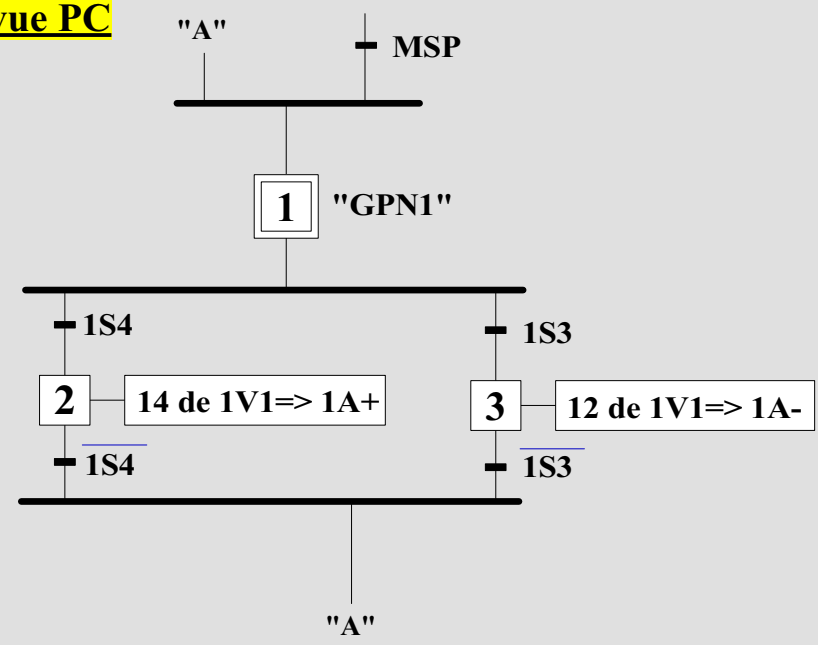 vue PC
"A"
MSP
1 "GPN1"
1S4
1S3
2 14 de 1V1=> 1A+
3 12 de 1V1=> 1A-
1S4
1S3
"A"